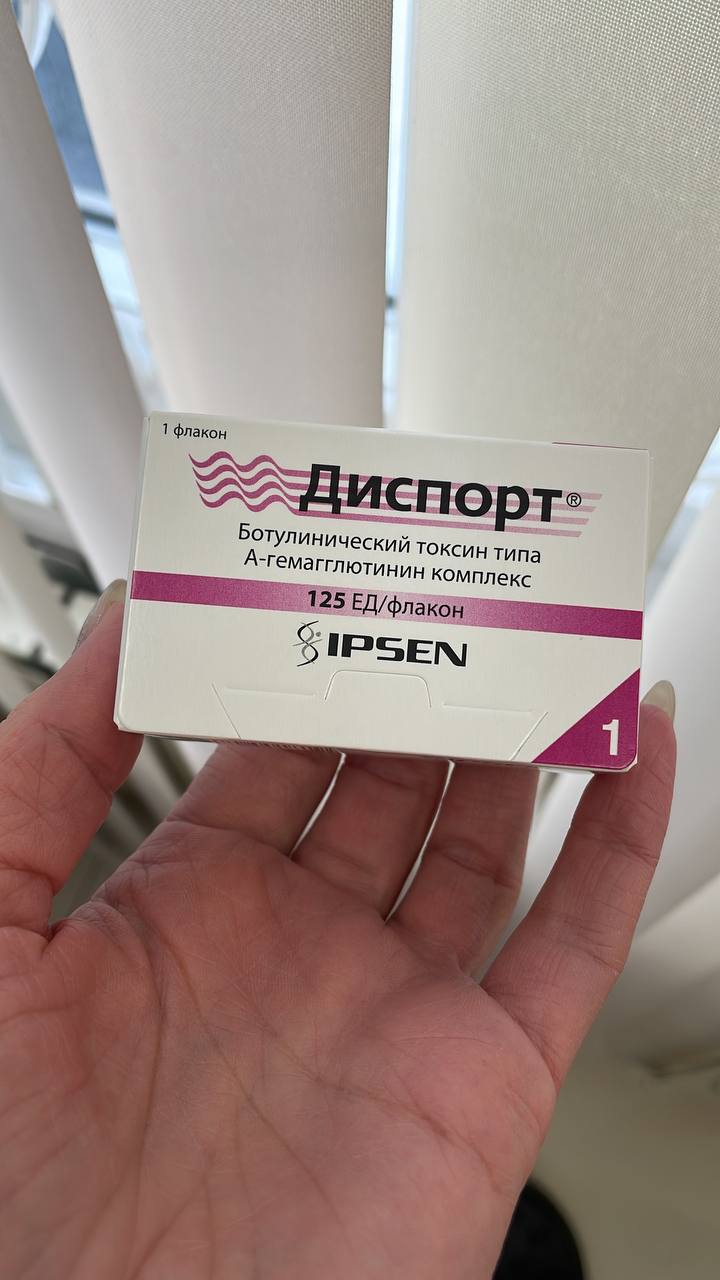 1 флакон
Диспорт®
Ботулинический токсин типа
А-гемагглютинин комплекс
125 ЕД/флакон
IPSEN
1